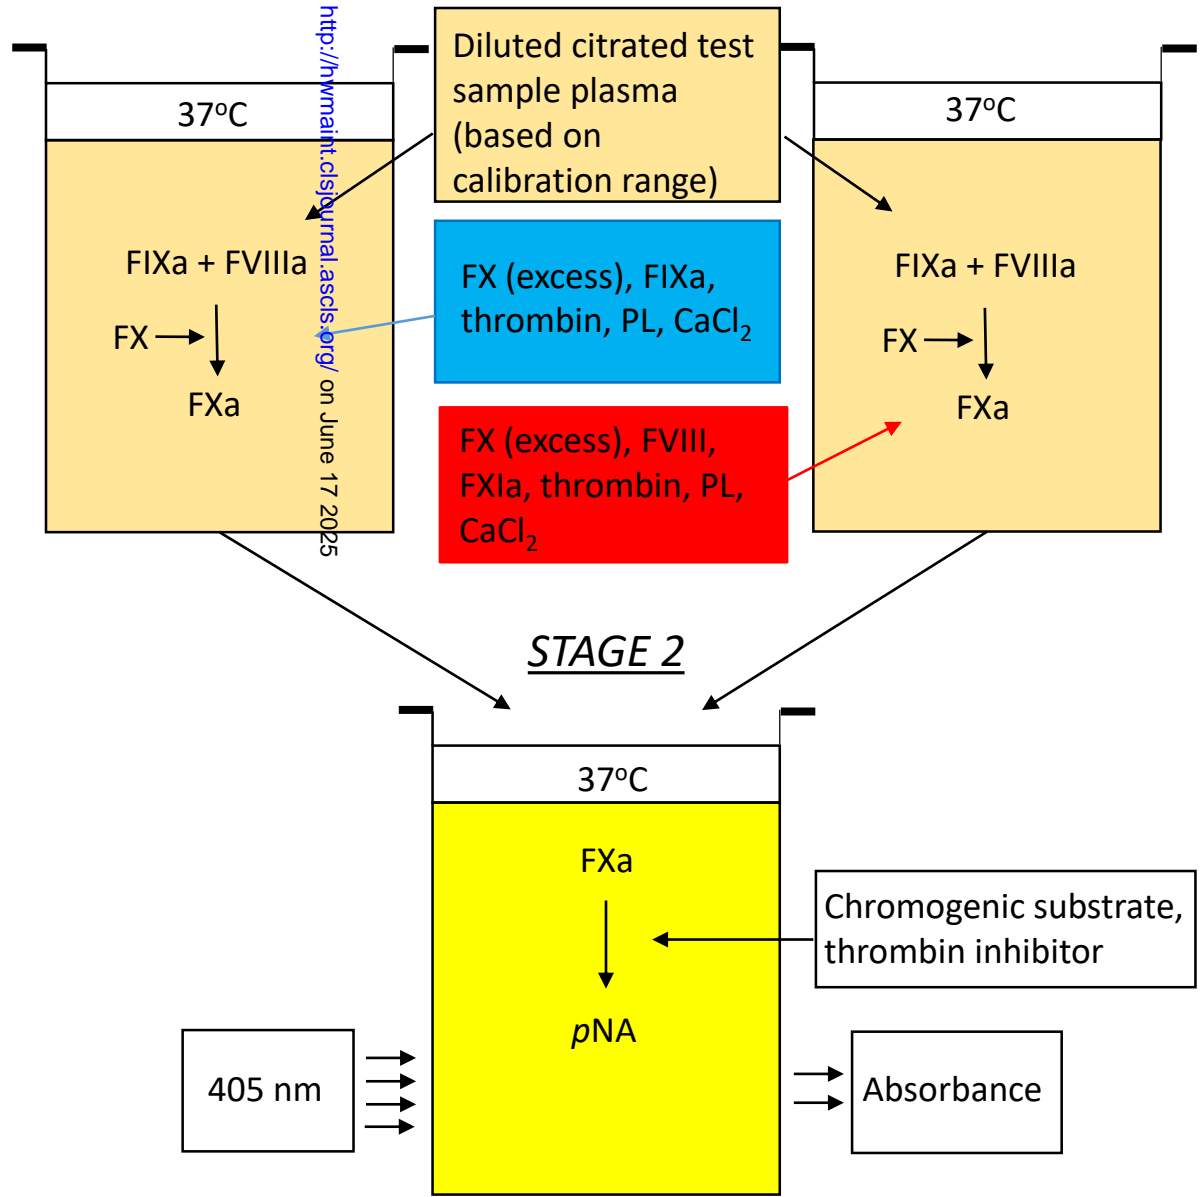 37°C
Diluted citrated test
sample plasma
(based on
calibration range)
37°C
http://hwmaint.clsjournal.ascls.org/ on June 17 2025
FIXa + FVIIIa
FX
FXa
FX (excess), FIXa,
thrombin, PL, CaCl₂
FIXa + FVIIIa
FX
FXa
FX (excess), FVIII,
FXIa, thrombin, PL,
CaCl₂
STAGE 2
37°C
FXa
Chromogenic substrate,
thrombin inhibitor
pNA
405 nm
Absorbance